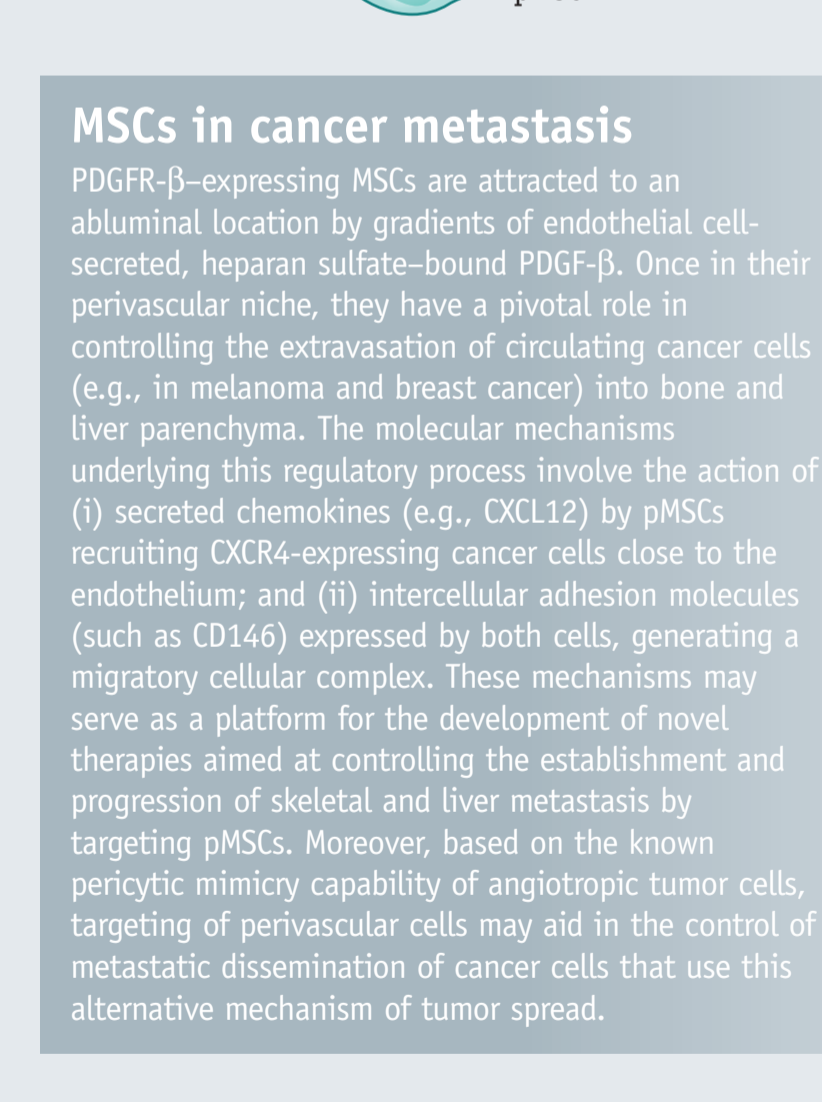 MSCs in cancer metastasis
PDGFR-β–expressing MSCs are attracted to an
abluminal location by gradients of endothelial cell-
secreted, heparan sulfate–bound PDGF-β. Once in their
perivascular niche, they have a pivotal role in
controlling the extravasation of circulating cancer cells
(e.g., in melanoma and breast cancer) into bone and
liver parenchyma. The molecular mechanisms
underlying this regulatory process involve the action of
(i) secreted chemokines (e.g., CXCL12) by pMSCs
recruiting CXCR4-expressing cancer cells close to the
endothelium; and (ii) intercellular adhesion molecules
(such as CD146) expressed by both cells, generating a
migratory cellular complex. These mechanisms may
serve as a platform for the development of novel
therapies aimed at controlling the establishment and
progression of skeletal and liver metastasis by
targeting pMSCs. Moreover, based on the known
pericytic mimicry capability of angiotropic tumor cells,
targeting of perivascular cells may aid in the control of
metastatic dissemination of cancer cells that use this
alternative mechanism of tumor spread.